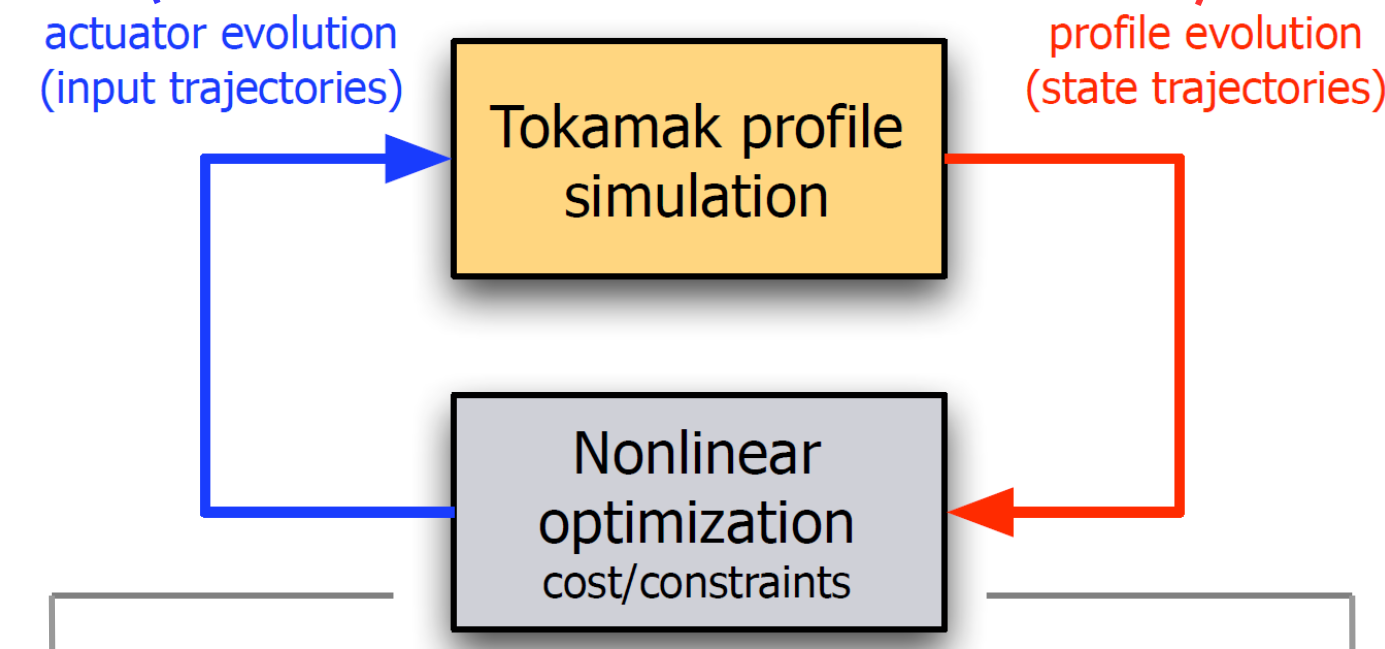 actuator evolution
(input trajectories)
profile evolution
(state trajectories)
Tokamak profile
simulation
Nonlinear
optimization
cost/constraints